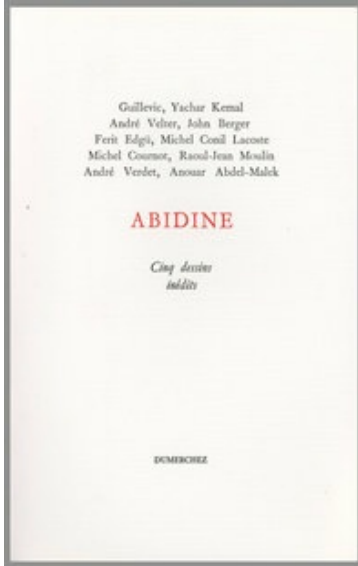 Guillevic, Yachar Kemal
André Velter, John Berger
Ferit Edgü, Michel Conil Lacoste
Michel Cournot, Raoul-Jean Moulin
André Verdet, Anouar Abdel-Malek
ABIDINE
Cinq dessins
inédits
DUMERCHEZ